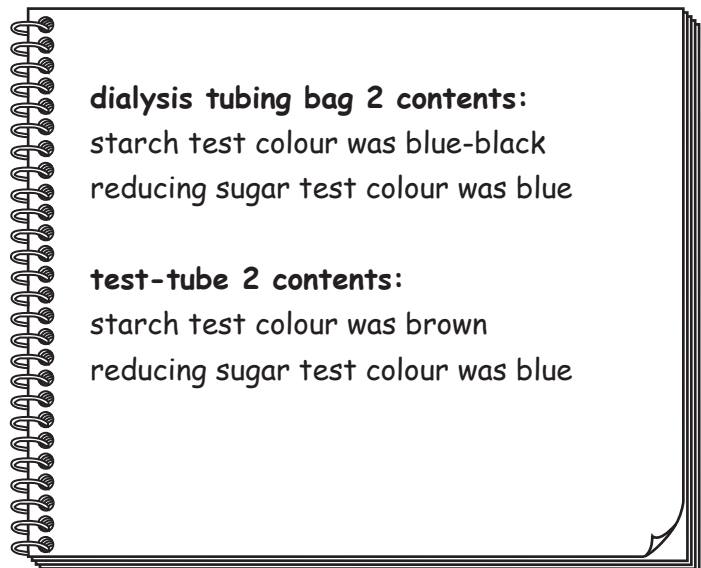 dialysis tubing bag 2 contents:
starch test colour was blue-black
reducing sugar test colour was blue
test-tube 2 contents:
starch test colour was brown
reducing sugar test colour was blue